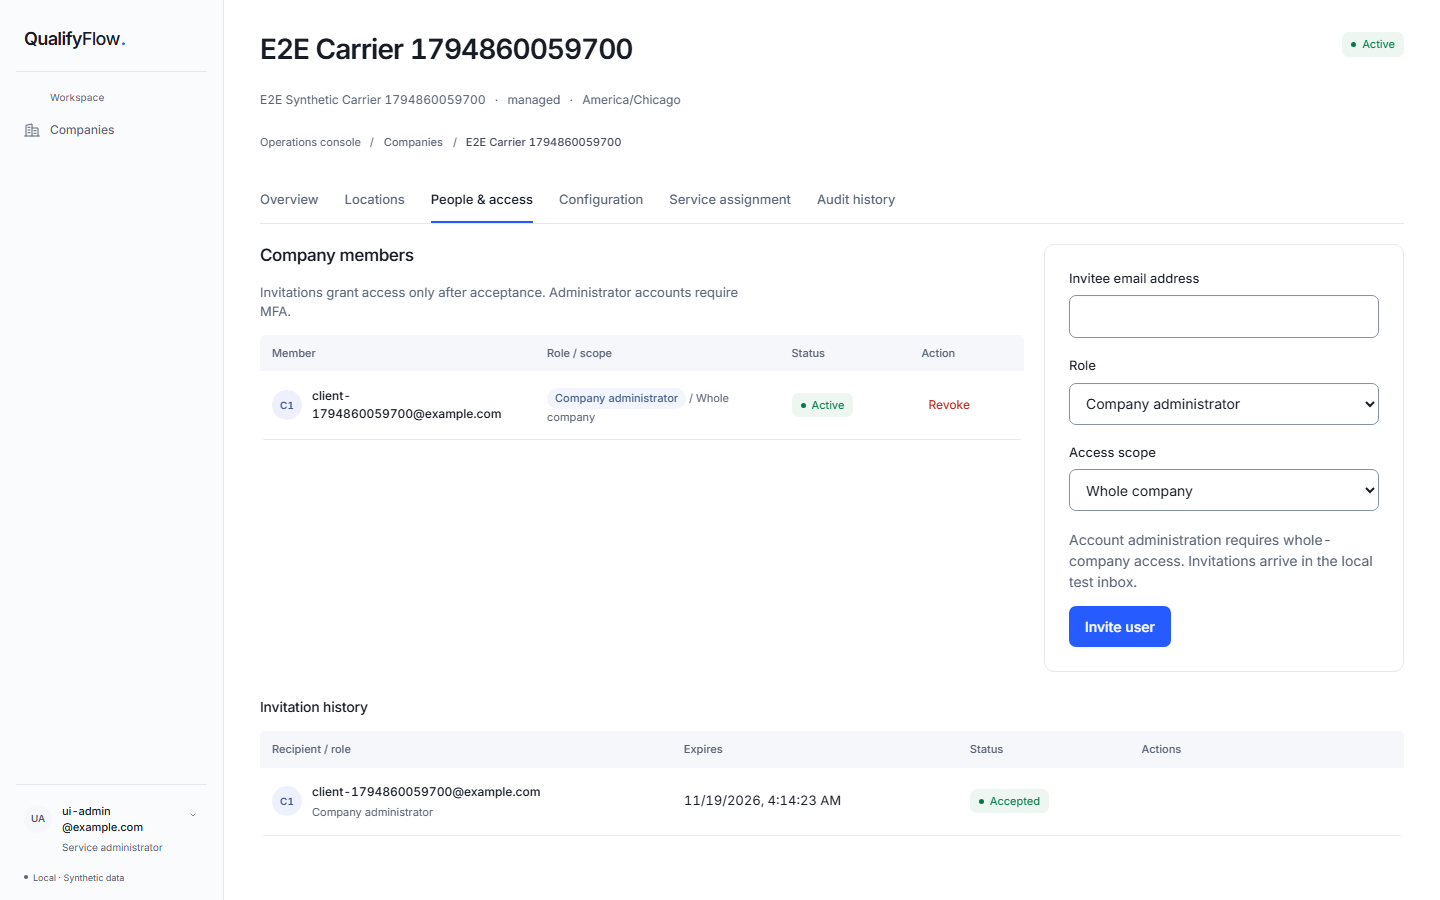 QualifyFlow.
Workspace
Companies
E2E Carrier 1794860059700
Active
E2E Synthetic Carrier 1794860059700 · managed · America/Chicago
Operations console / Companies / E2E Carrier 1794860059700
Overview Locations People & access Configuration Service assignment Audit history
Company members
Invitations grant access only after acceptance. Administrator accounts require
MFA.
Member Role / scope Status Action
C1 client-
1794860059700@example.com
Company administrator / Whole
company
Active
Revoke
Invitee email address
Role
Company administrator
Access scope
Whole company
Account administration requires whole-
company access. Invitations arrive in the local
test inbox.
Invite user
Invitation history
Recipient / role Expires Status Actions
C1 client-1794860059700@example.com
Company administrator
11/19/2026, 4:14:23 AM
Accepted
UA ui-admin
@example.com
Service administrator
Local · Synthetic data